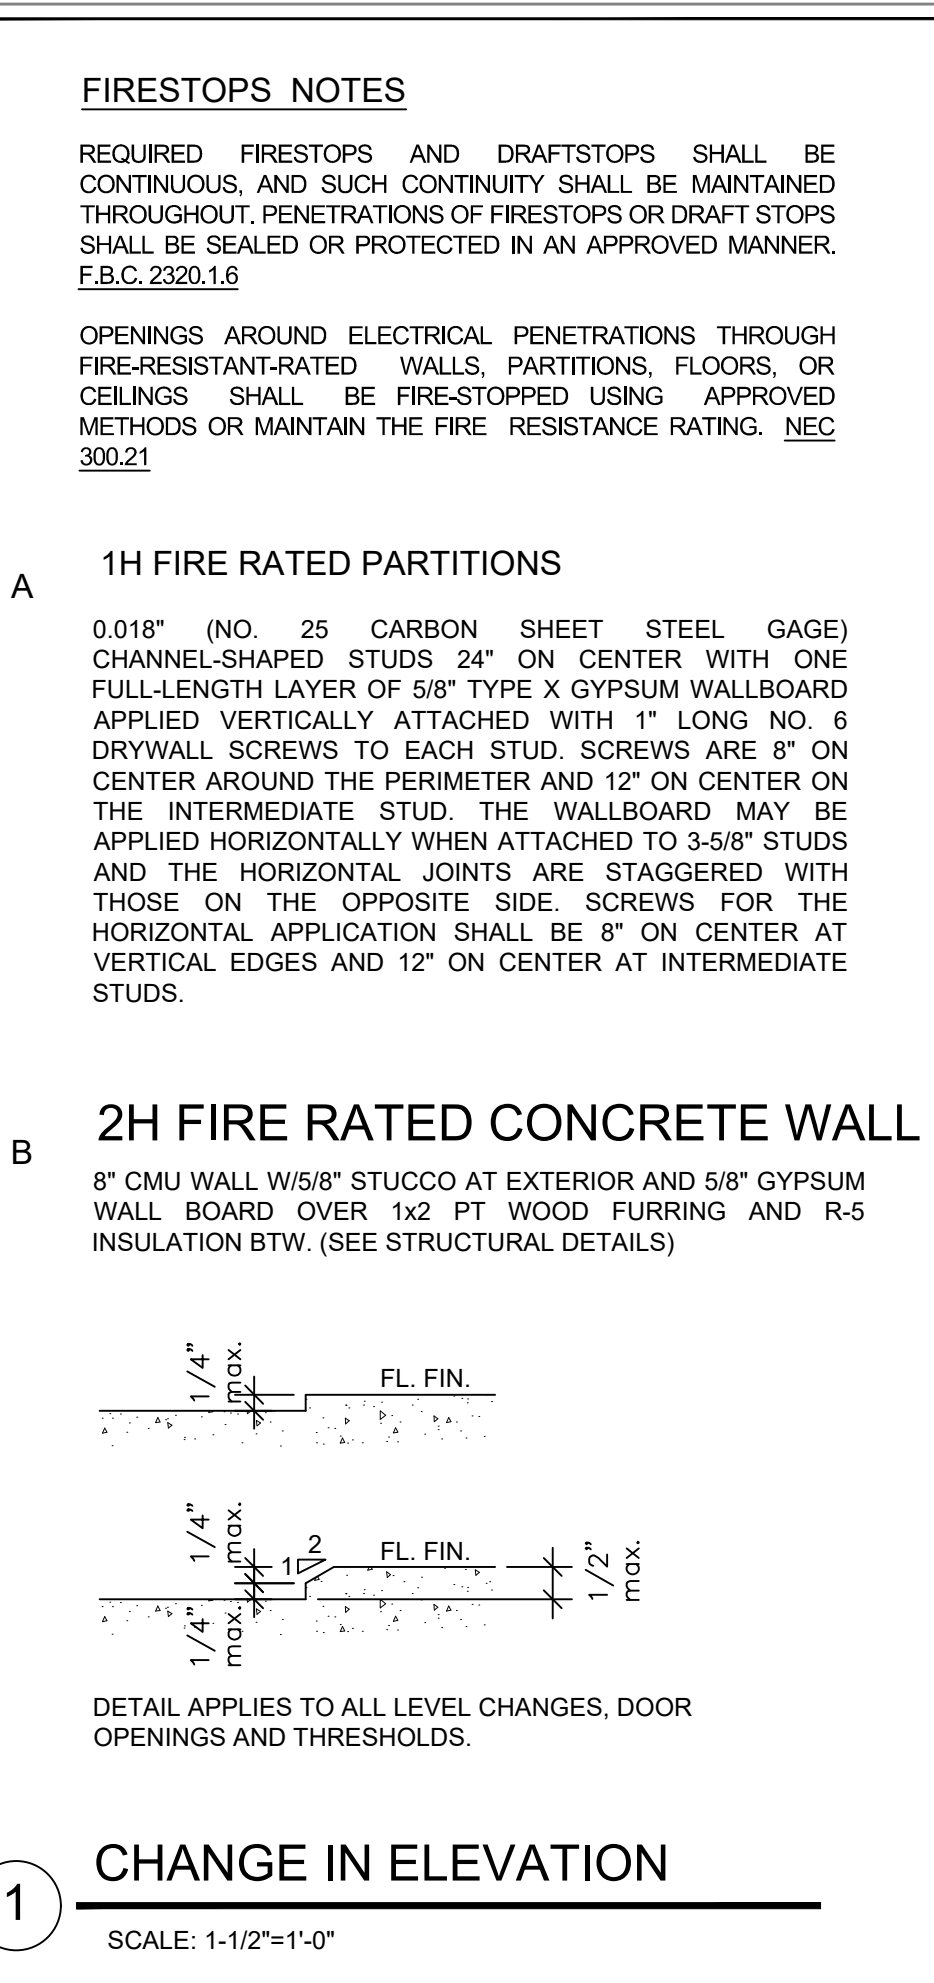 FIRESTOPS NOTES
REQUIRED FIRESTOPS AND DRAFTSTOPS SHALL BE
CONTINUOUS, AND SUCH CONTINUITY SHALL BE MAINTAINED
THROUGHOUT. PENETRATIONS OF FIRESTOPS OR DRAFT STOPS
SHALL BE SEALED OR PROTECTED IN AN APPROVED MANNER.
F.B.C. 2320.1.6
OPENINGS AROUND ELECTRICAL PENETRATIONS THROUGH
FIRE-RESISTANT-RATED WALLS, PARTITIONS, FLOORS, OR
CEILINGS SHALL BE FIRE-STOPPED USING APPROVED
METHODS OR MAINTAIN THE FIRE RESISTANCE RATING. NEC
300.21
A
1H FIRE RATED PARTITIONS
0.018" (NO. 25 CARBON SHEET STEEL GAGE)
CHANNEL-SHAPED STUDS 24" ON CENTER WITH ONE
FULL-LENGTH LAYER OF 5/8" TYPE X GYPSUM WALLBOARD
APPLIED VERTICALLY ATTACHED WITH 1" LONG NO. 6
DRYWALL SCREWS TO EACH STUD. SCREWS ARE 8" ON
CENTER AROUND THE PERIMETER AND 12" ON CENTER ON
THE INTERMEDIATE STUD. THE WALLBOARD MAY BE
APPLIED HORIZONTALLY WHEN ATTACHED TO 3-5/8" STUDS
AND THE HORIZONTAL JOINTS ARE STAGGERED WITH
THOSE ON THE OPPOSITE SIDE. SCREWS FOR THE
HORIZONTAL APPLICATION SHALL BE 8" ON CENTER AT
VERTICAL EDGES AND 12" ON CENTER AT INTERMEDIATE
STUDS.
B
2H FIRE RATED CONCRETE WALL
8" CMU WALL W/5/8" STUCCO AT EXTERIOR AND 5/8" GYPSUM
WALL BOARD OVER 1x2 PT WOOD FURRING AND R-5
INSULATION BTW. (SEE STRUCTURAL DETAILS)
1/4"
max.
FL. FIN.
1/4"
max.
2
1
FL. FIN.
1/2"
max.
1/4"
max.
DETAIL APPLIES TO ALL LEVEL CHANGES, DOOR
OPENINGS AND THRESHOLDS.
1
CHANGE IN ELEVATION
SCALE: 1-1/2"=1'-0"